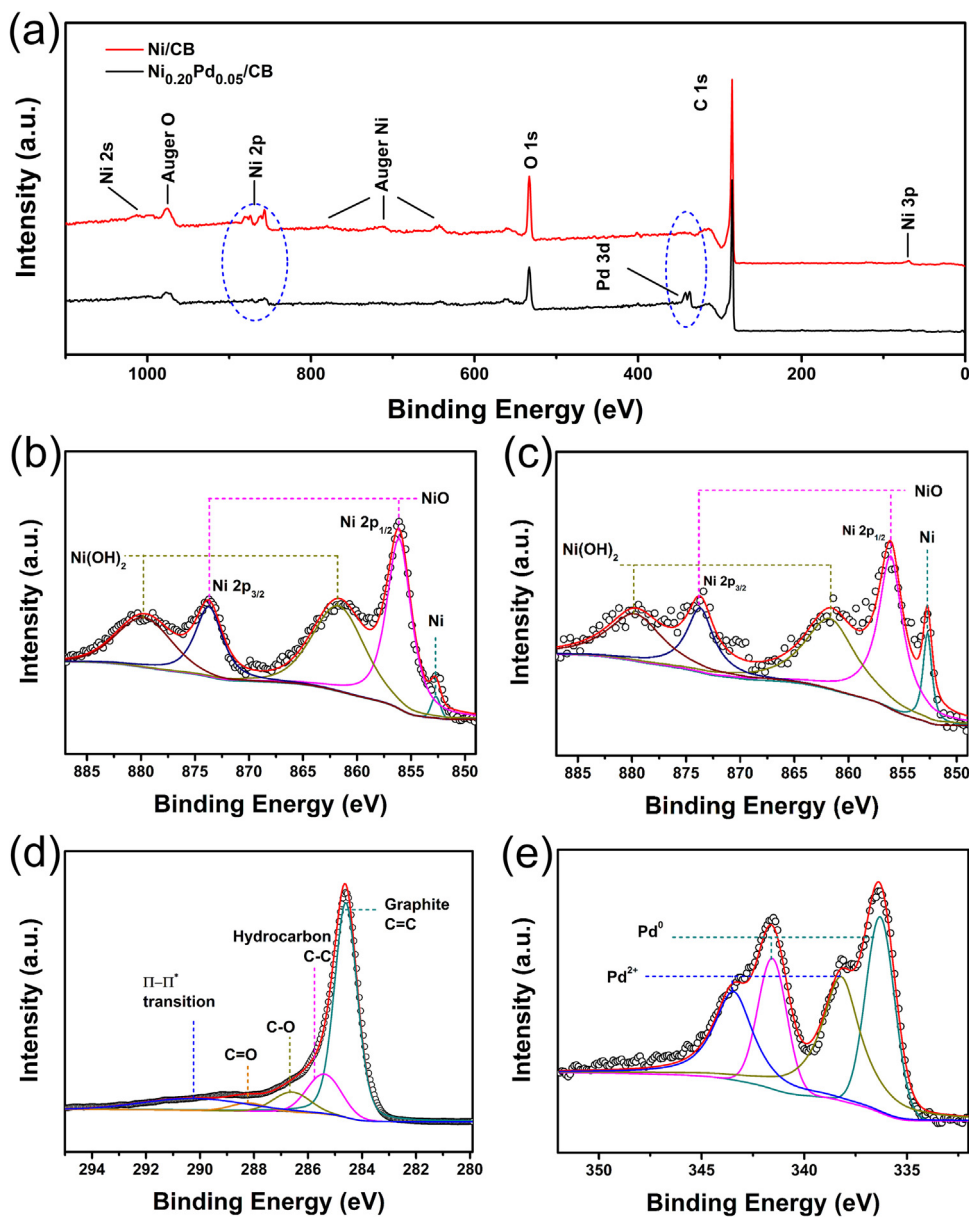 (a)
Ni/CB
Ni0.20Pd0.05/CB
Ni 2s
Auger O
Ni 2p
Auger Ni
O 1s
Pd 3d
C 1s
Ni 3p
Intensity (a.u.)
1000 800 600 400 200 0
Binding Energy (eV)
(b)
NiO
Ni 2p1/2
Ni(OH)2
Ni 2p3/2
Ni
Intensity (a.u.)
885 880 875 870 865 860 855 850
Binding Energy (eV)
(c)
NiO
Ni 2p1/2
Ni
Ni(OH)2
Ni 2p3/2
Intensity (a.u.)
885 880 875 870 865 860 855 850
Binding Energy (eV)
(d)
Graphite
C=C
Hydrocarbon
C-C
Π–Π*
transition
C-O
C=O
Intensity (a.u.)
294 292 290 288 286 284 282 280
Binding Energy (eV)
(e)
Pd0
Pd2+
Intensity (a.u.)
350 345 340 335
Binding Energy (eV)